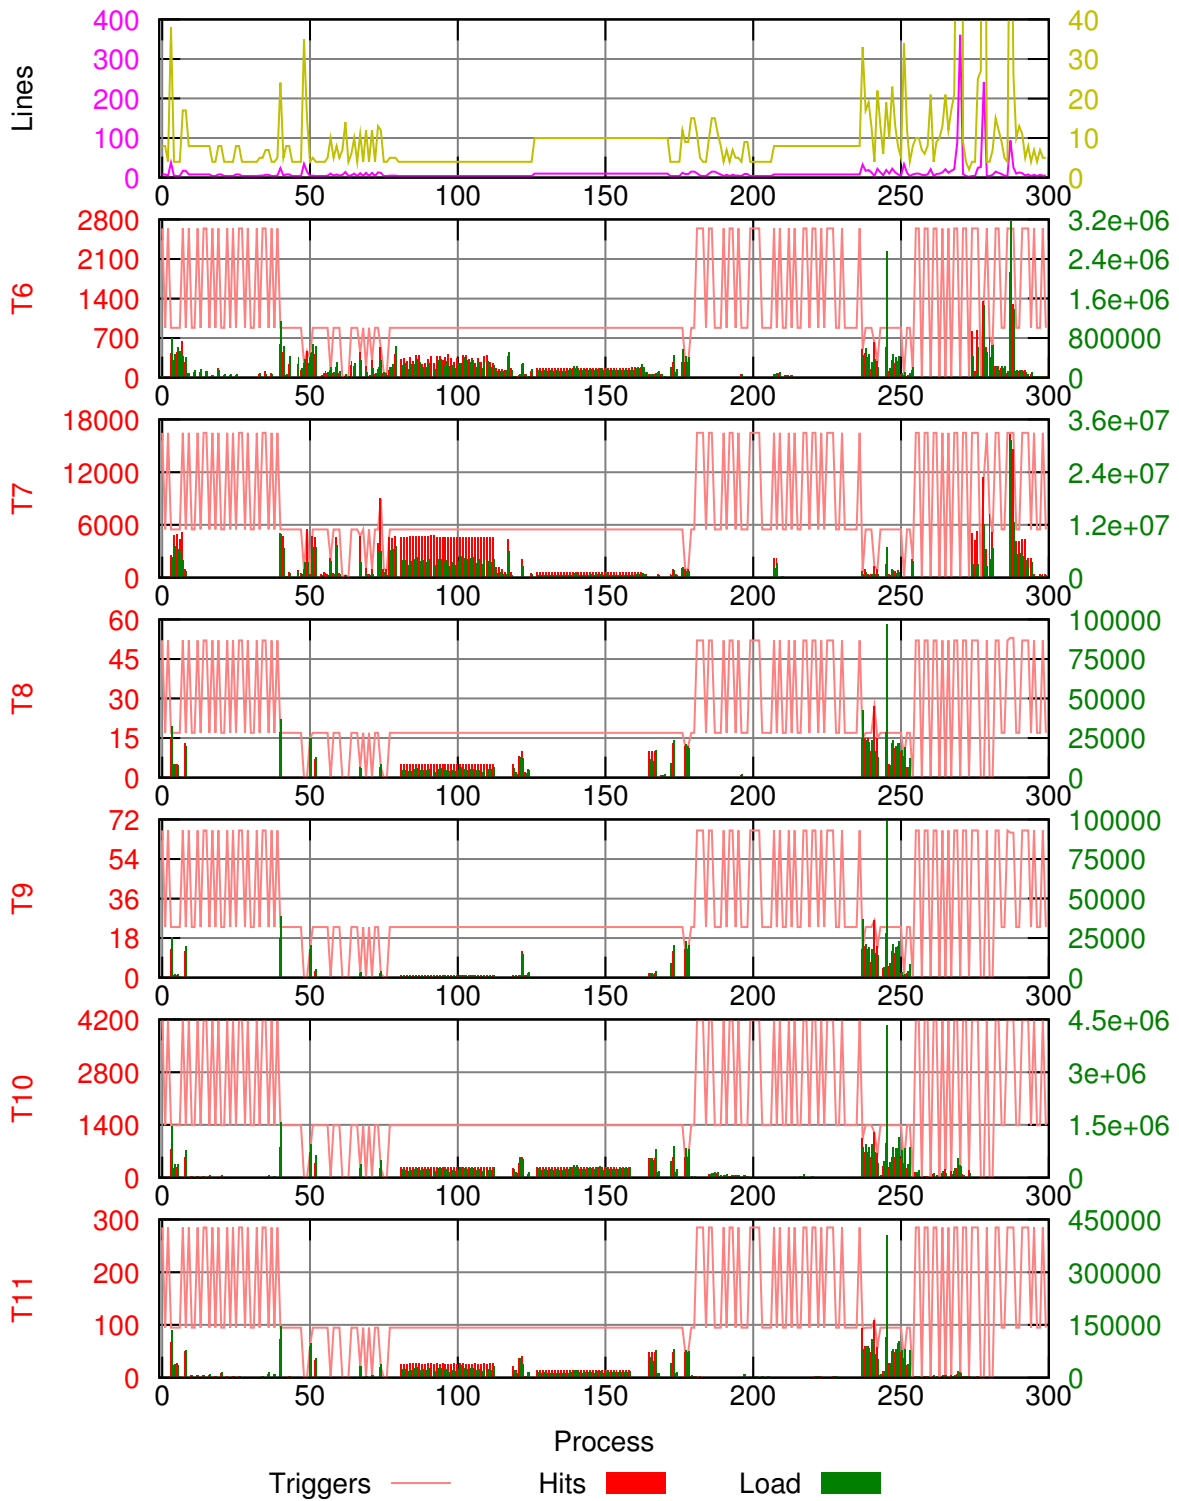 400 40
300 30
Lines
200 20
100 10
0 0
0 50 100 150 200 250 300
2800 3.2e+06
2100 2.4e+06
T6
1400 1.6e+06
700 800000
0 0
0 50 100 150 200 250 300
18000 3.6e+07
12000 2.4e+07
T7
6000 1.2e+07
0 0
0 50 100 150 200 250 300
60 100000
45 75000
T8
30 50000
15 25000
0 0
0 50 100 150 200 250 300
72 100000
54 75000
T9
36 50000
18 25000
0 0
0 50 100 150 200 250 300
4200 4.5e+06
2800 3e+06
T10
1400 1.5e+06
0 0
0 50 100 150 200 250 300
300 450000
200 300000
T11
100 150000
0 0
0 50 100 150 200 250 300
Process
Triggers Hits Load